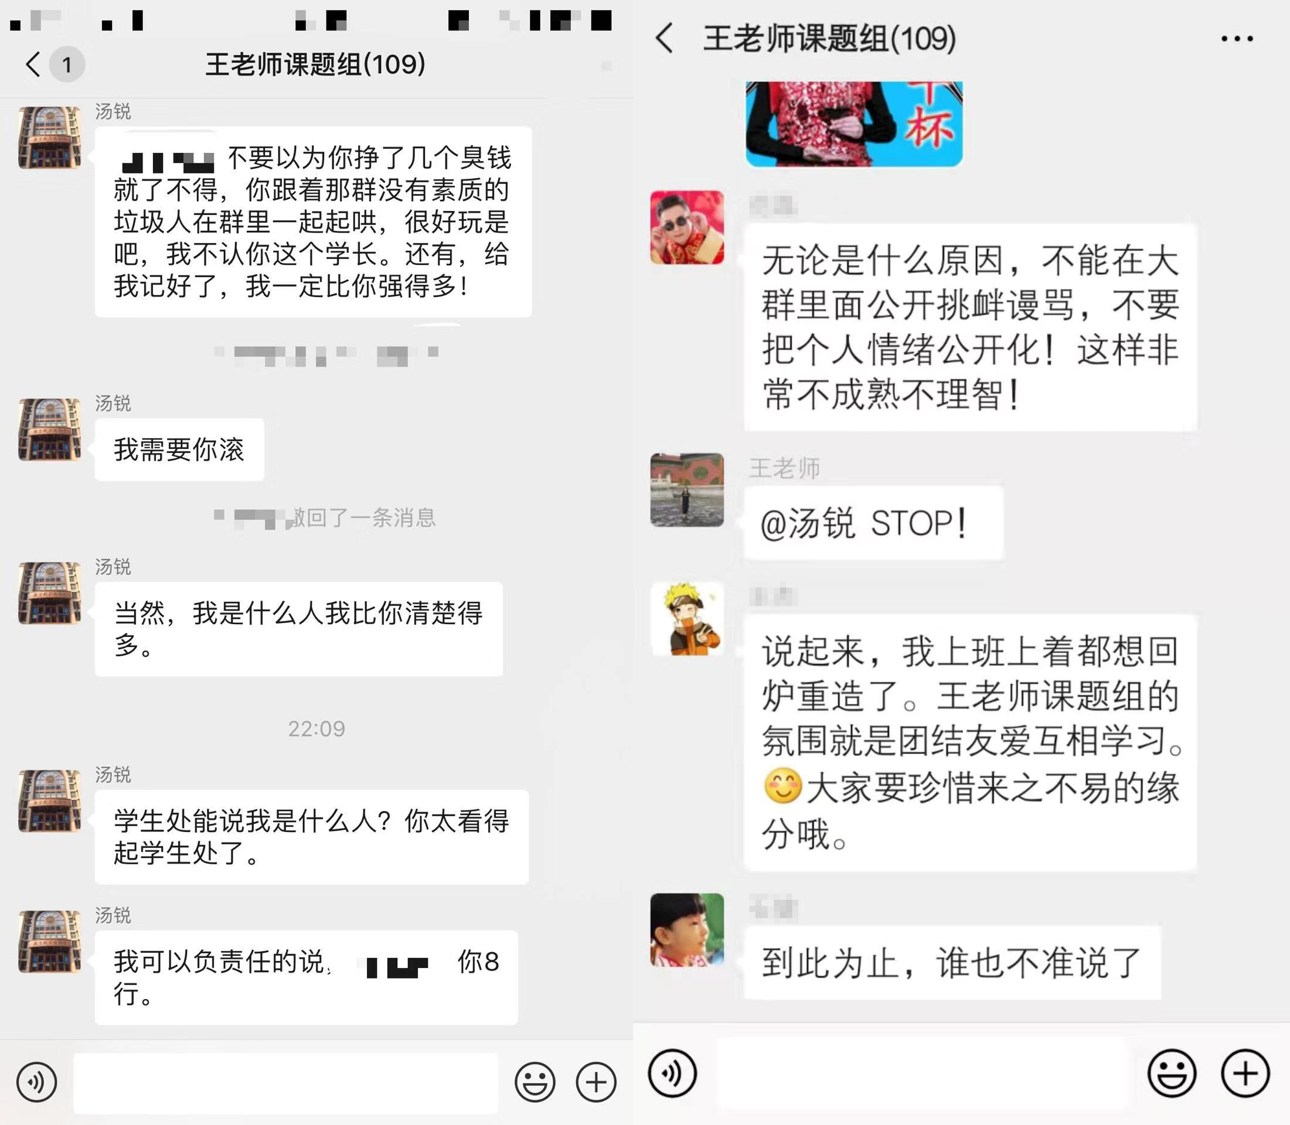 1
王老师课题组(109)
汤锐
不要以为你挣了几个臭钱
就了不得，你跟着那群没有素质的
垃圾人在群里一起起哄，很好玩是
吧，我不认你这个学长。还有，给
我记好了，我一定比你强得多！
汤锐
我需要你滚
撤回了一条消息
汤锐
当然，我是什么人我比你清楚得
多。
22:09
汤锐
学生处能说我是什么人？你太看得
起学生处了。
汤锐
我可以负责任的说， 你8
行。
王老师课题组(109)
杯
无论是什么原因，不能在大
群里面公开挑衅谩骂，不要
把个人情绪公开化！这样非
常不成熟不理智！
王老师
@汤锐 STOP！
说起来，我上班上着都想回
炉重造了。王老师课题组的
氛围就是团结友爱互相学习。
😊大家要珍惜来之不易的缘
分哦。
到此为止，谁也不准说了